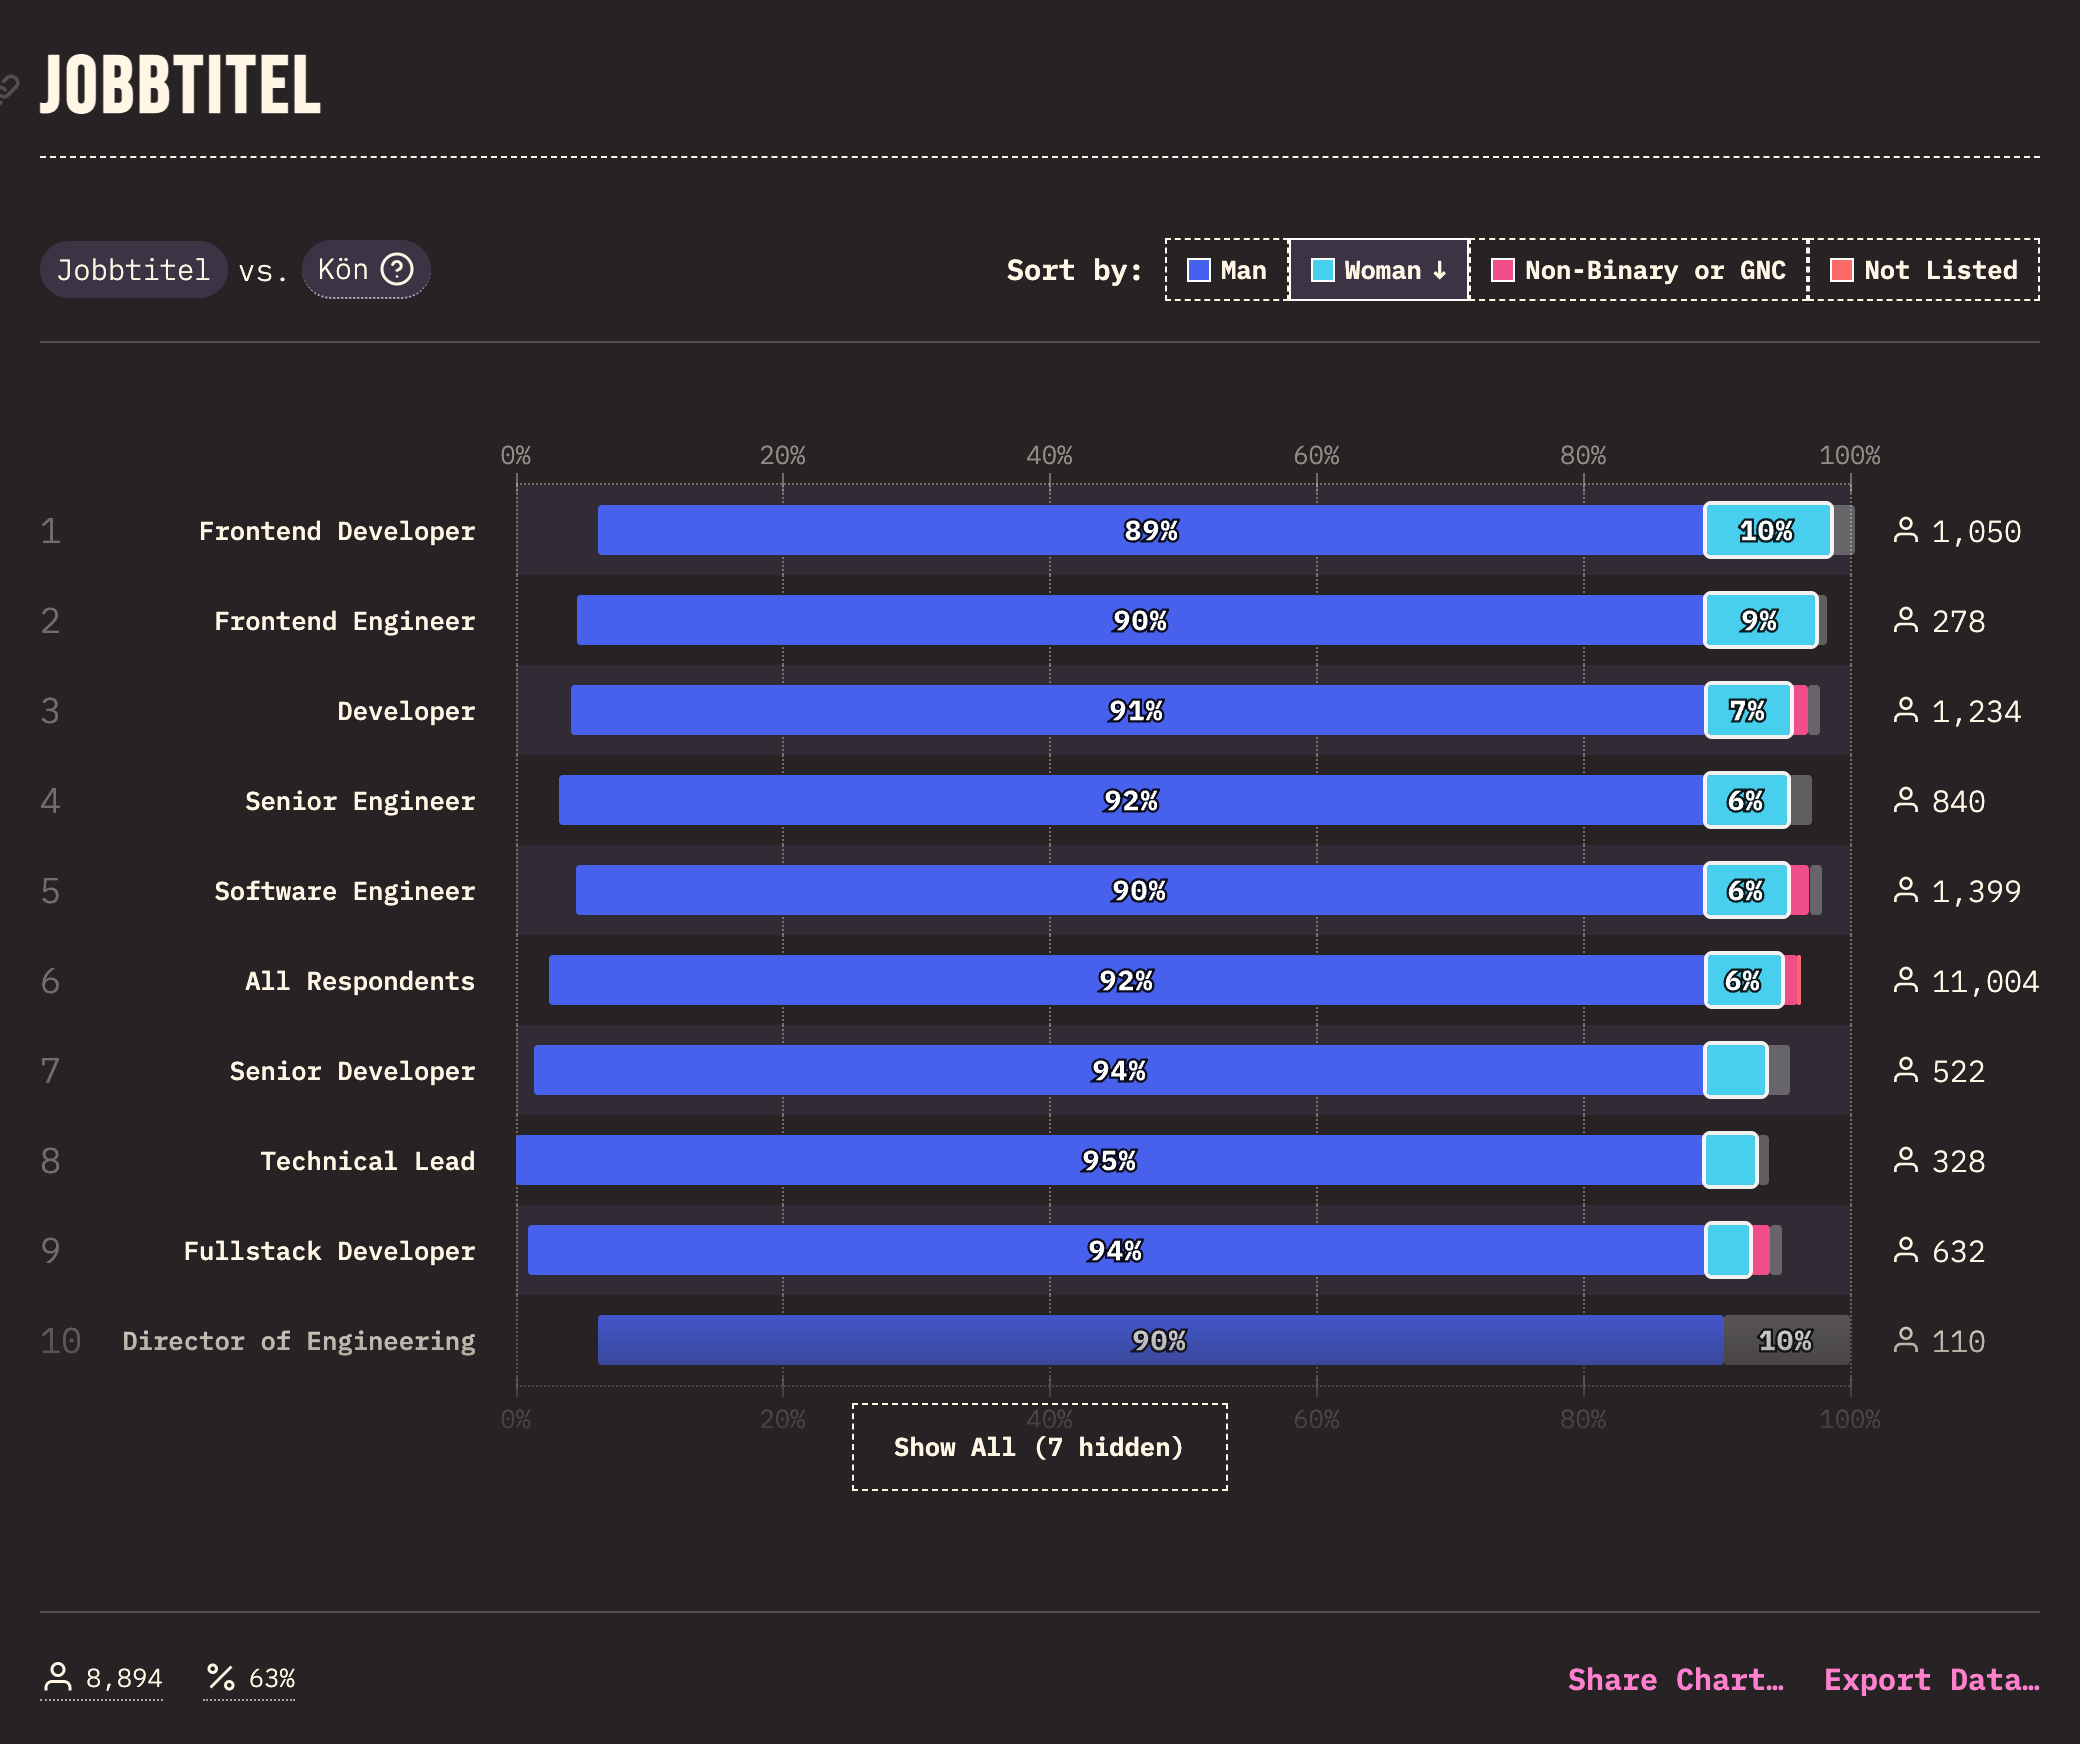 JOBBTITEL
Jobbtitel vs. Kön ? Sort by: Man Woman ↓ Non-Binary or GNC Not Listed
0% 20% 40% 60% 80% 100%
1 Frontend Developer 89% 10% 1,050
2 Frontend Engineer 90% 9% 278
3 Developer 91% 7% 1,234
4 Senior Engineer 92% 6% 840
5 Software Engineer 90% 6% 1,399
6 All Respondents 92% 6% 11,004
7 Senior Developer 94% 522
8 Technical Lead 95% 328
9 Fullstack Developer 94% 632
10 Director of Engineering 90% 10% 110
0% 20% 40% 60% 80% 100%
Show All (7 hidden)
8,894 % 63% Share Chart… Export Data…